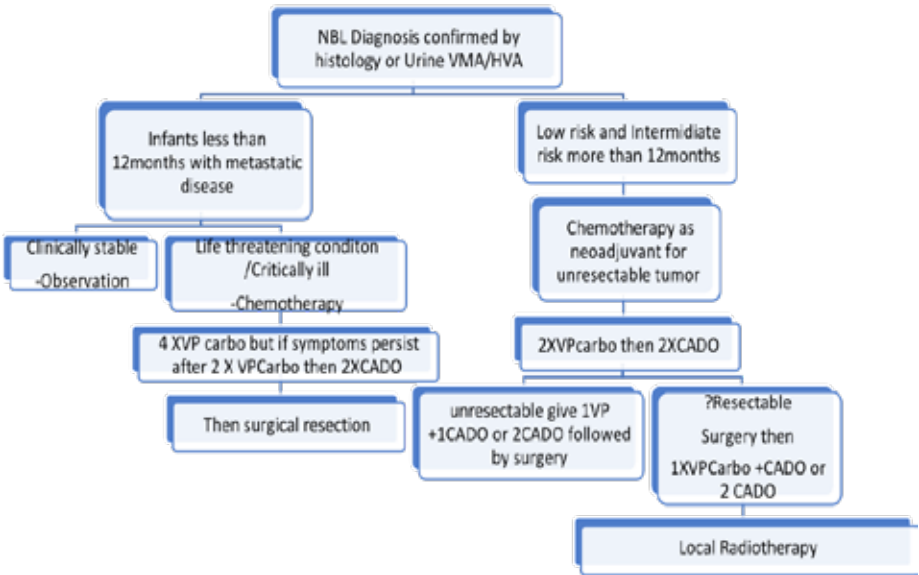 NBL Diagnosis confirmed by
histology or Urine VMA/HVA
Infants less than
12months with metastatic
disease
Clinically stable
-Observation
Life threatening conditon
/Critically ill
-Chemotherapy
4 XVP carbo but if symptoms persist
after 2 X VPCarbo then 2XCADO
Then surgical resection
Low risk and Intermidiate
risk more than 12months
Chemotherapy as
neoadjuvant for
unresectable tumor
2XVPcarbo then 2XCADO
unresectable give 1VP
+1CADO or 2CADO followed
by surgery
?Resectable
Surgery then
1XVPCarbo +CADO or
2 CADO
Local Radiotherapy